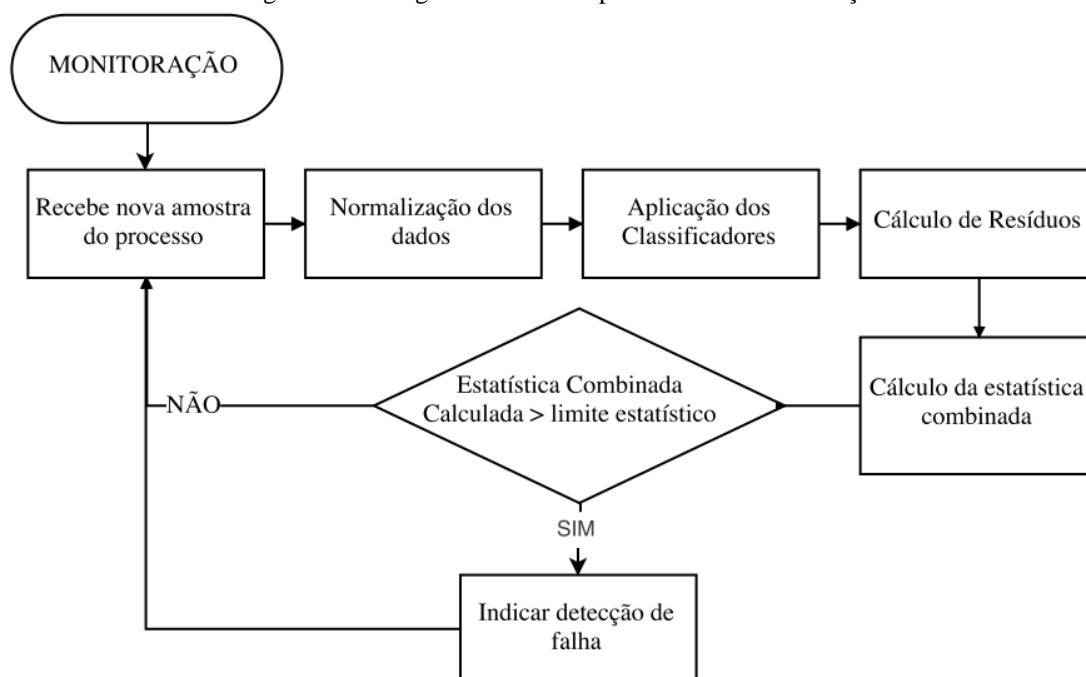 MONITORAÇÃO
Recebe nova amostra
do processo
Normalização dos
dados
Aplicação dos
Classificadores
Cálculo de Resíduos
Estatística Combinada
Calculada > limite estatístico
Cálculo da estatística
combinada
NÃO
SIM
Indicar detecção de
falha